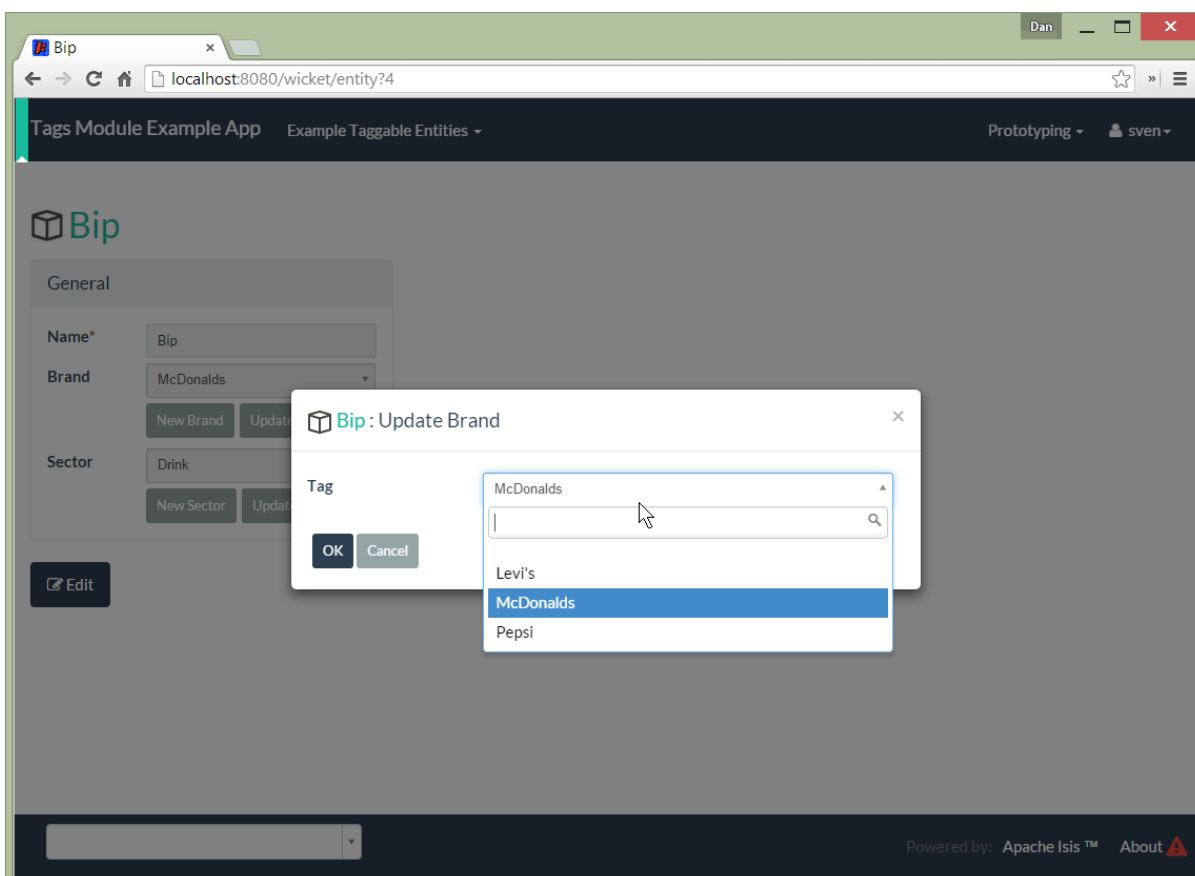 Dan
Bip
localhost:8080/wicket/entity?4
Tags Module Example App Example Taggable Entities Prototyping sven
Bip
General
Name* Bip
Brand McDonalds
New Brand Update
Sector Drink
New Sector Updat
Edit
Bip : Update Brand
Tag McDonalds
OK Cancel
Levi's
McDonalds
Pepsi
Powered by: Apache Isis ™ About